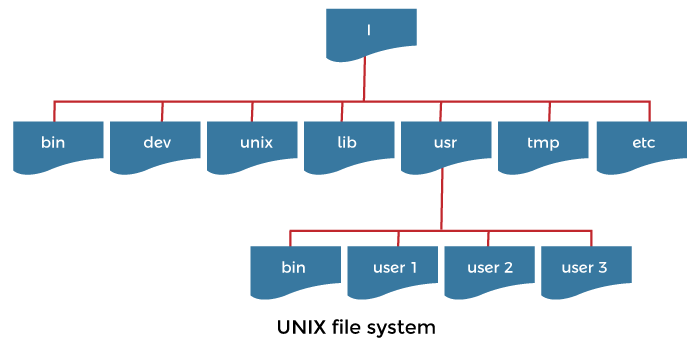 I
bin dev unix lib usr tmp etc
bin user 1 user 2 user 3
UNIX file system